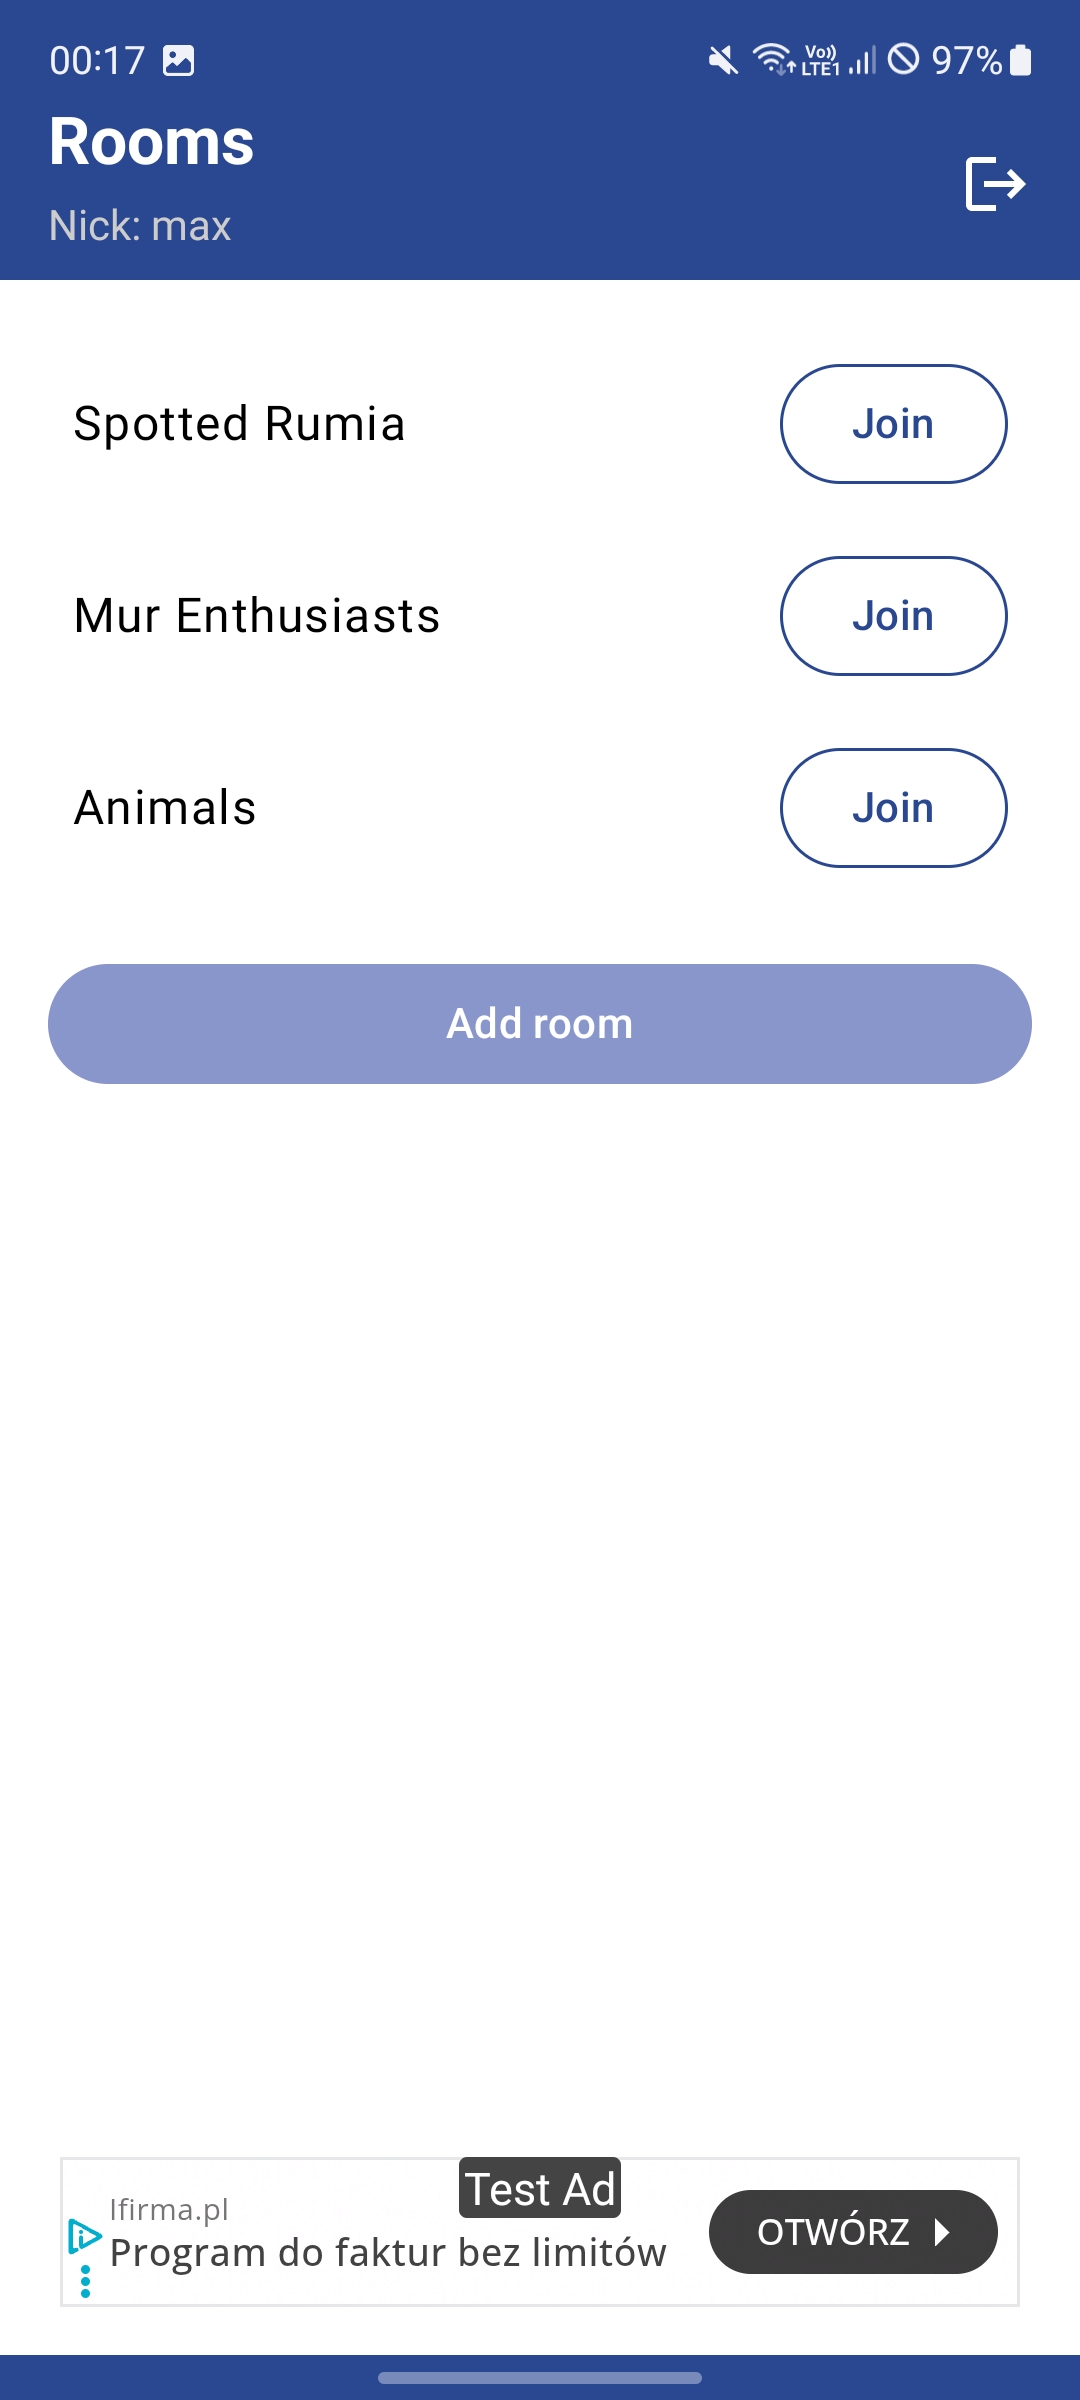 00:17
Vo))
LTE1
97%
Rooms
Nick: max
Spotted Rumia
Join
Mur Enthusiasts
Join
Animals
Join
Add room
Test Ad
Ifirma.pl
Program do faktur bez limitów
OTWÓRZ